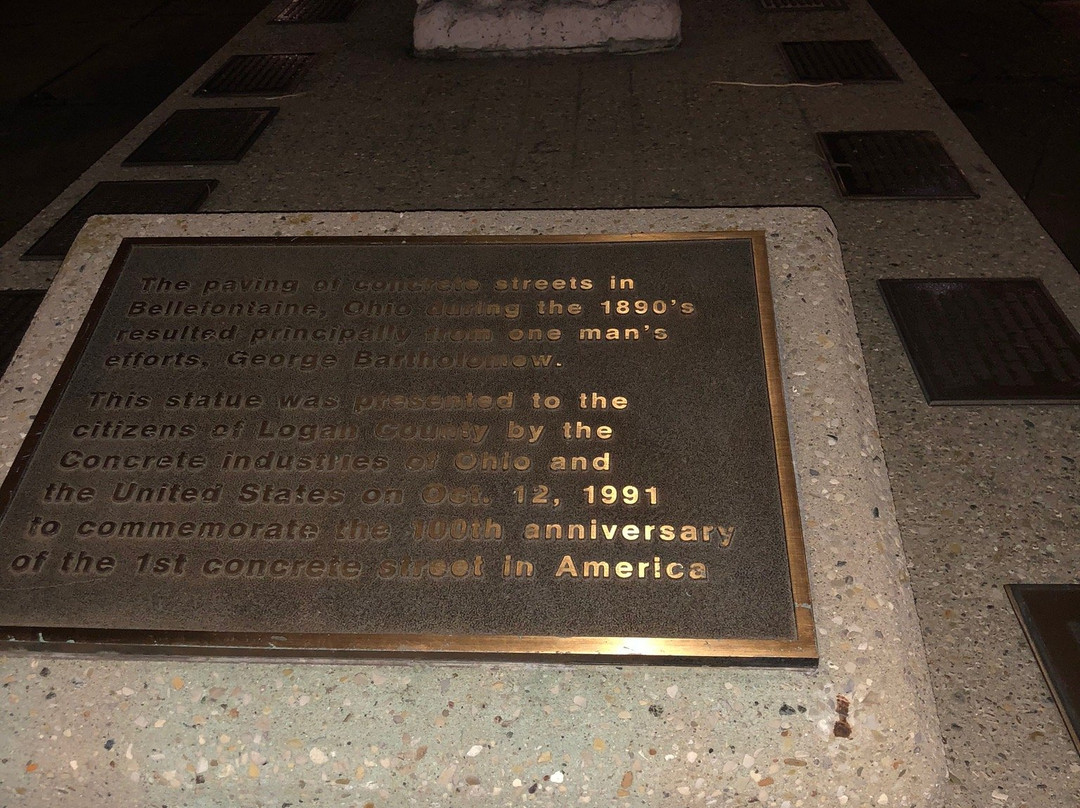 The paving of concrete streets in
Bellefontaine, Ohio during the 1890's
resulted principally from one man's
efforts, George Bartholomew.
This statue was presented to the
citizens of Logan County by the
Concrete industries of Ohio and
the United States on Oct. 12, 1991
to commemorate the 100th anniversary
of the 1st concrete street in America